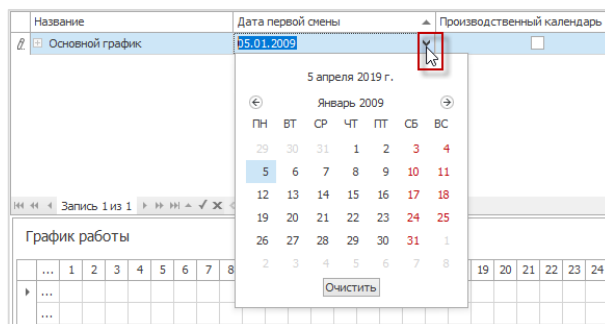 Название Дата первой смены Производственный календарь
Основной график 05.01.2009
5 апреля 2019 г.
Январь 2009
ПН ВТ СР ЧТ ПТ СБ ВС
29 30 31 1 2 3 4
5 6 7 8 9 10 11
12 13 14 15 16 17 18
19 20 21 22 23 24 25
26 27 28 29 30 31 1
2 3 4 5 6 7 8
Очистить
Запись 1 из 1
График работы
... 1 2 3 4 5 6 7 8 19 20 21 22 23 24
...
...